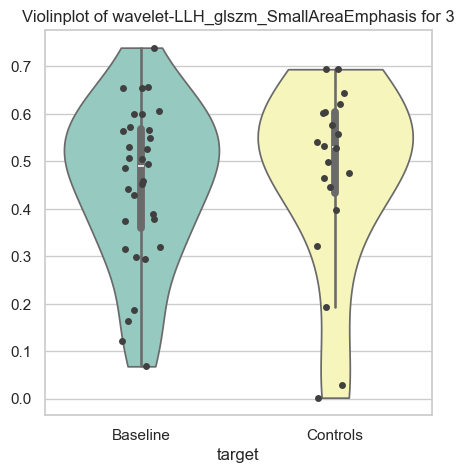 Violinplot of wavelet-LLH_glszm_SmallAreaEmphasis for 3
0.7
0.6
0.5
0.4
0.3
0.2
0.1
0.0
Baseline Controls
target